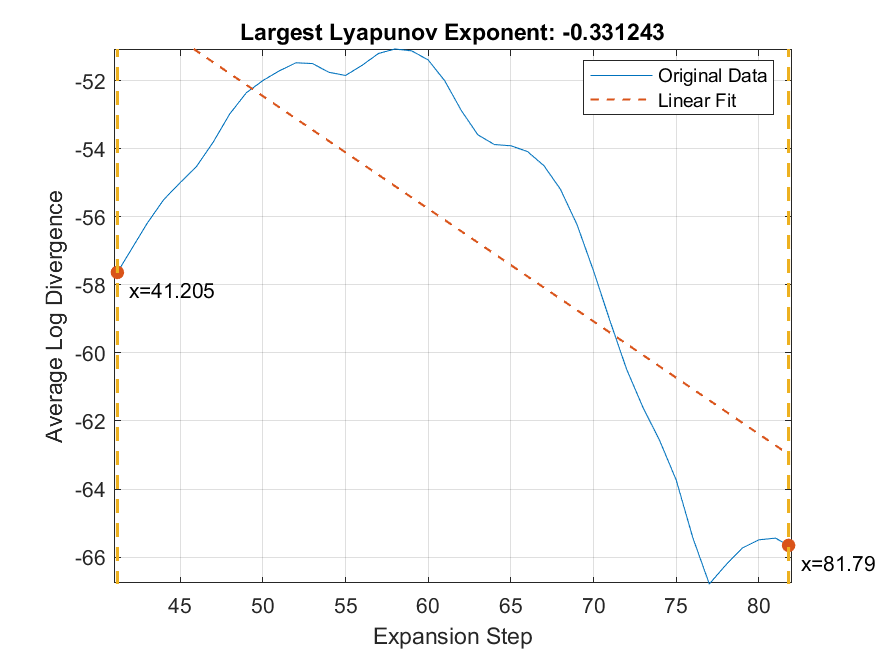 Largest Lyapunov Exponent: -0.331243
Original Data
Linear Fit
Average Log Divergence
-52
-54
-56
-58
-60
-62
-64
-66
x=41.205
x=81.79
45 50 55 60 65 70 75 80
Expansion Step